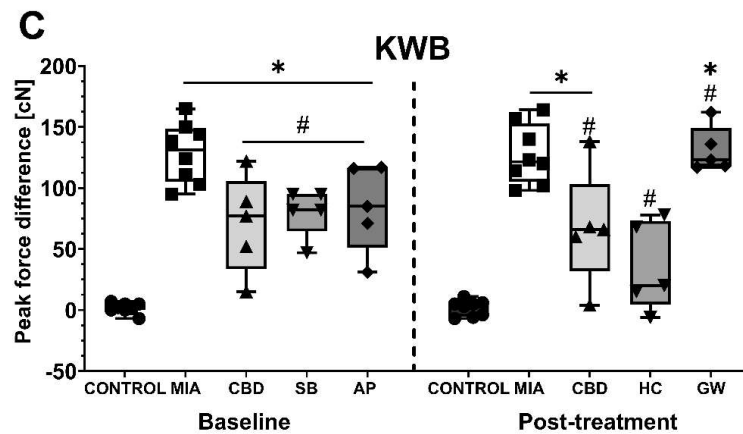 C
KWB
Peak force difference [cN]
200
150
100
50
0
-50
*
#
*
#
#
*
#
CONTROL MIA CBD SB AP
CONTROL MIA CBD HC GW
Baseline
Post-treatment